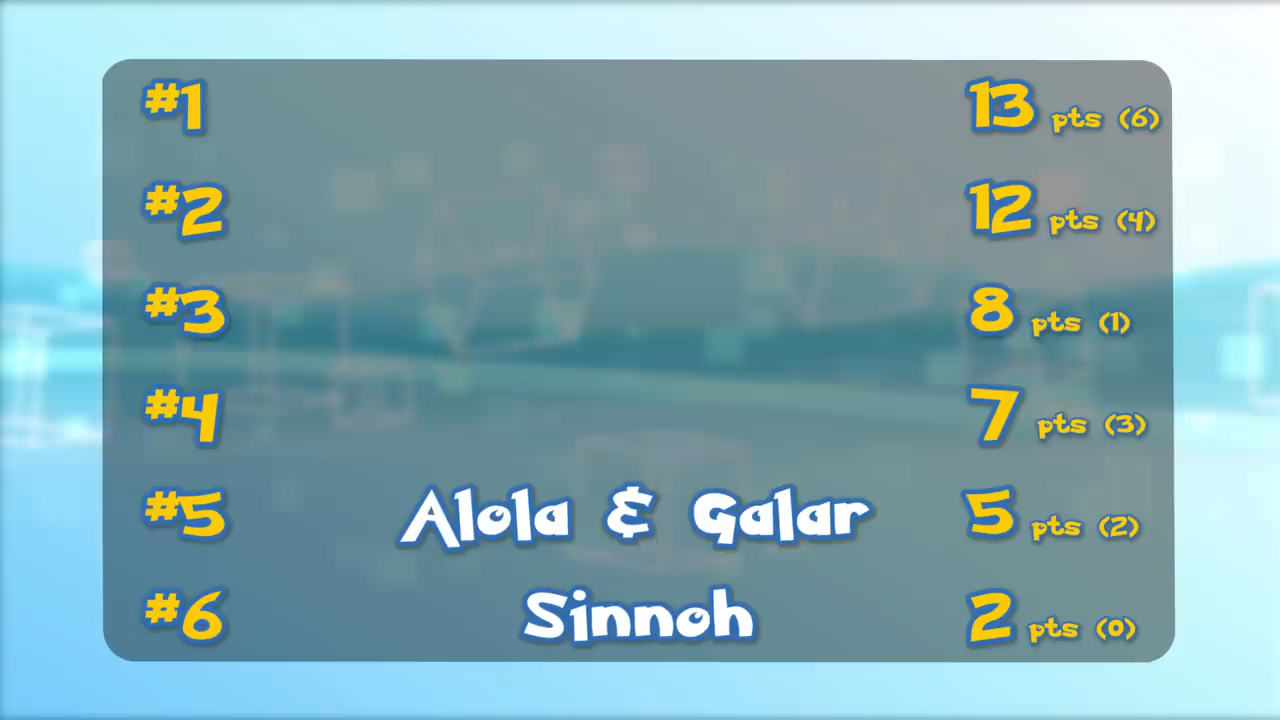 #1 13 pts (6)
#2 12 pts (4)
#3 8 pts (1)
#4 7 pts (3)
#5 Alola & Galar 5 pts (2)
#6 Sinnoh 2 pts (0)